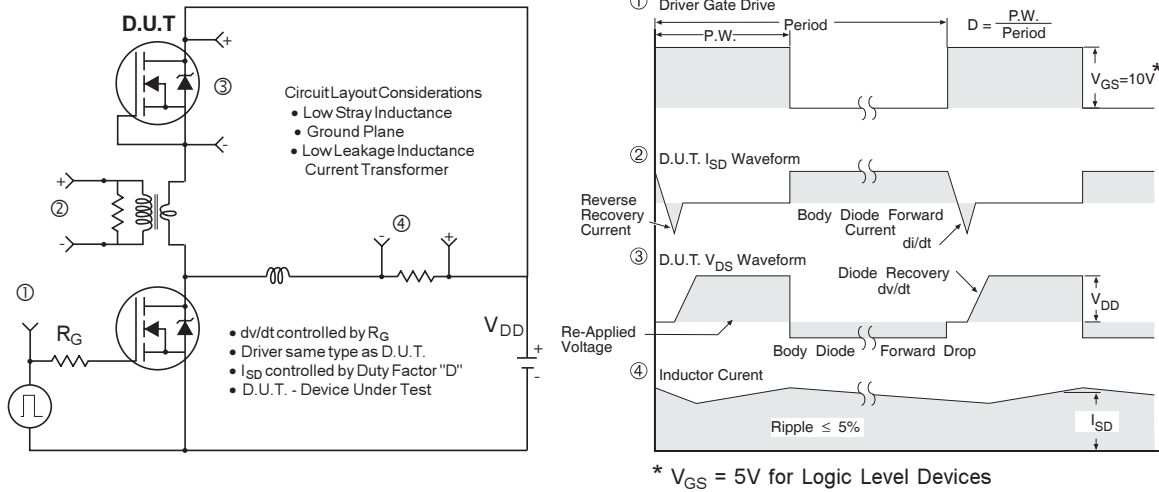 D.U.T
+
③
-
Circuit Layout Considerations
• Low Stray Inductance
• Ground Plane
• Low Leakage Inductance
Current Transformer
+
②
-
④
- +
①
R_G
• dv/dt controlled by R_G
• Driver same type as D.U.T.
• I_SD controlled by Duty Factor "D"
• D.U.T. - Device Under Test
V_DD
+
-
① Driver Gate Drive
Period
P.W.
D = P.W. / Period
V_GS=10V *
② D.U.T. I_SD Waveform
Reverse
Recovery
Current
Body Diode Forward
Current
di/dt
③ D.U.T. V_DS Waveform
Diode Recovery
dv/dt
V_DD
Re-Applied
Voltage
Body Diode Forward Drop
④ Inductor Curent
Ripple ≤ 5%
I_SD
* V_GS = 5V for Logic Level Devices